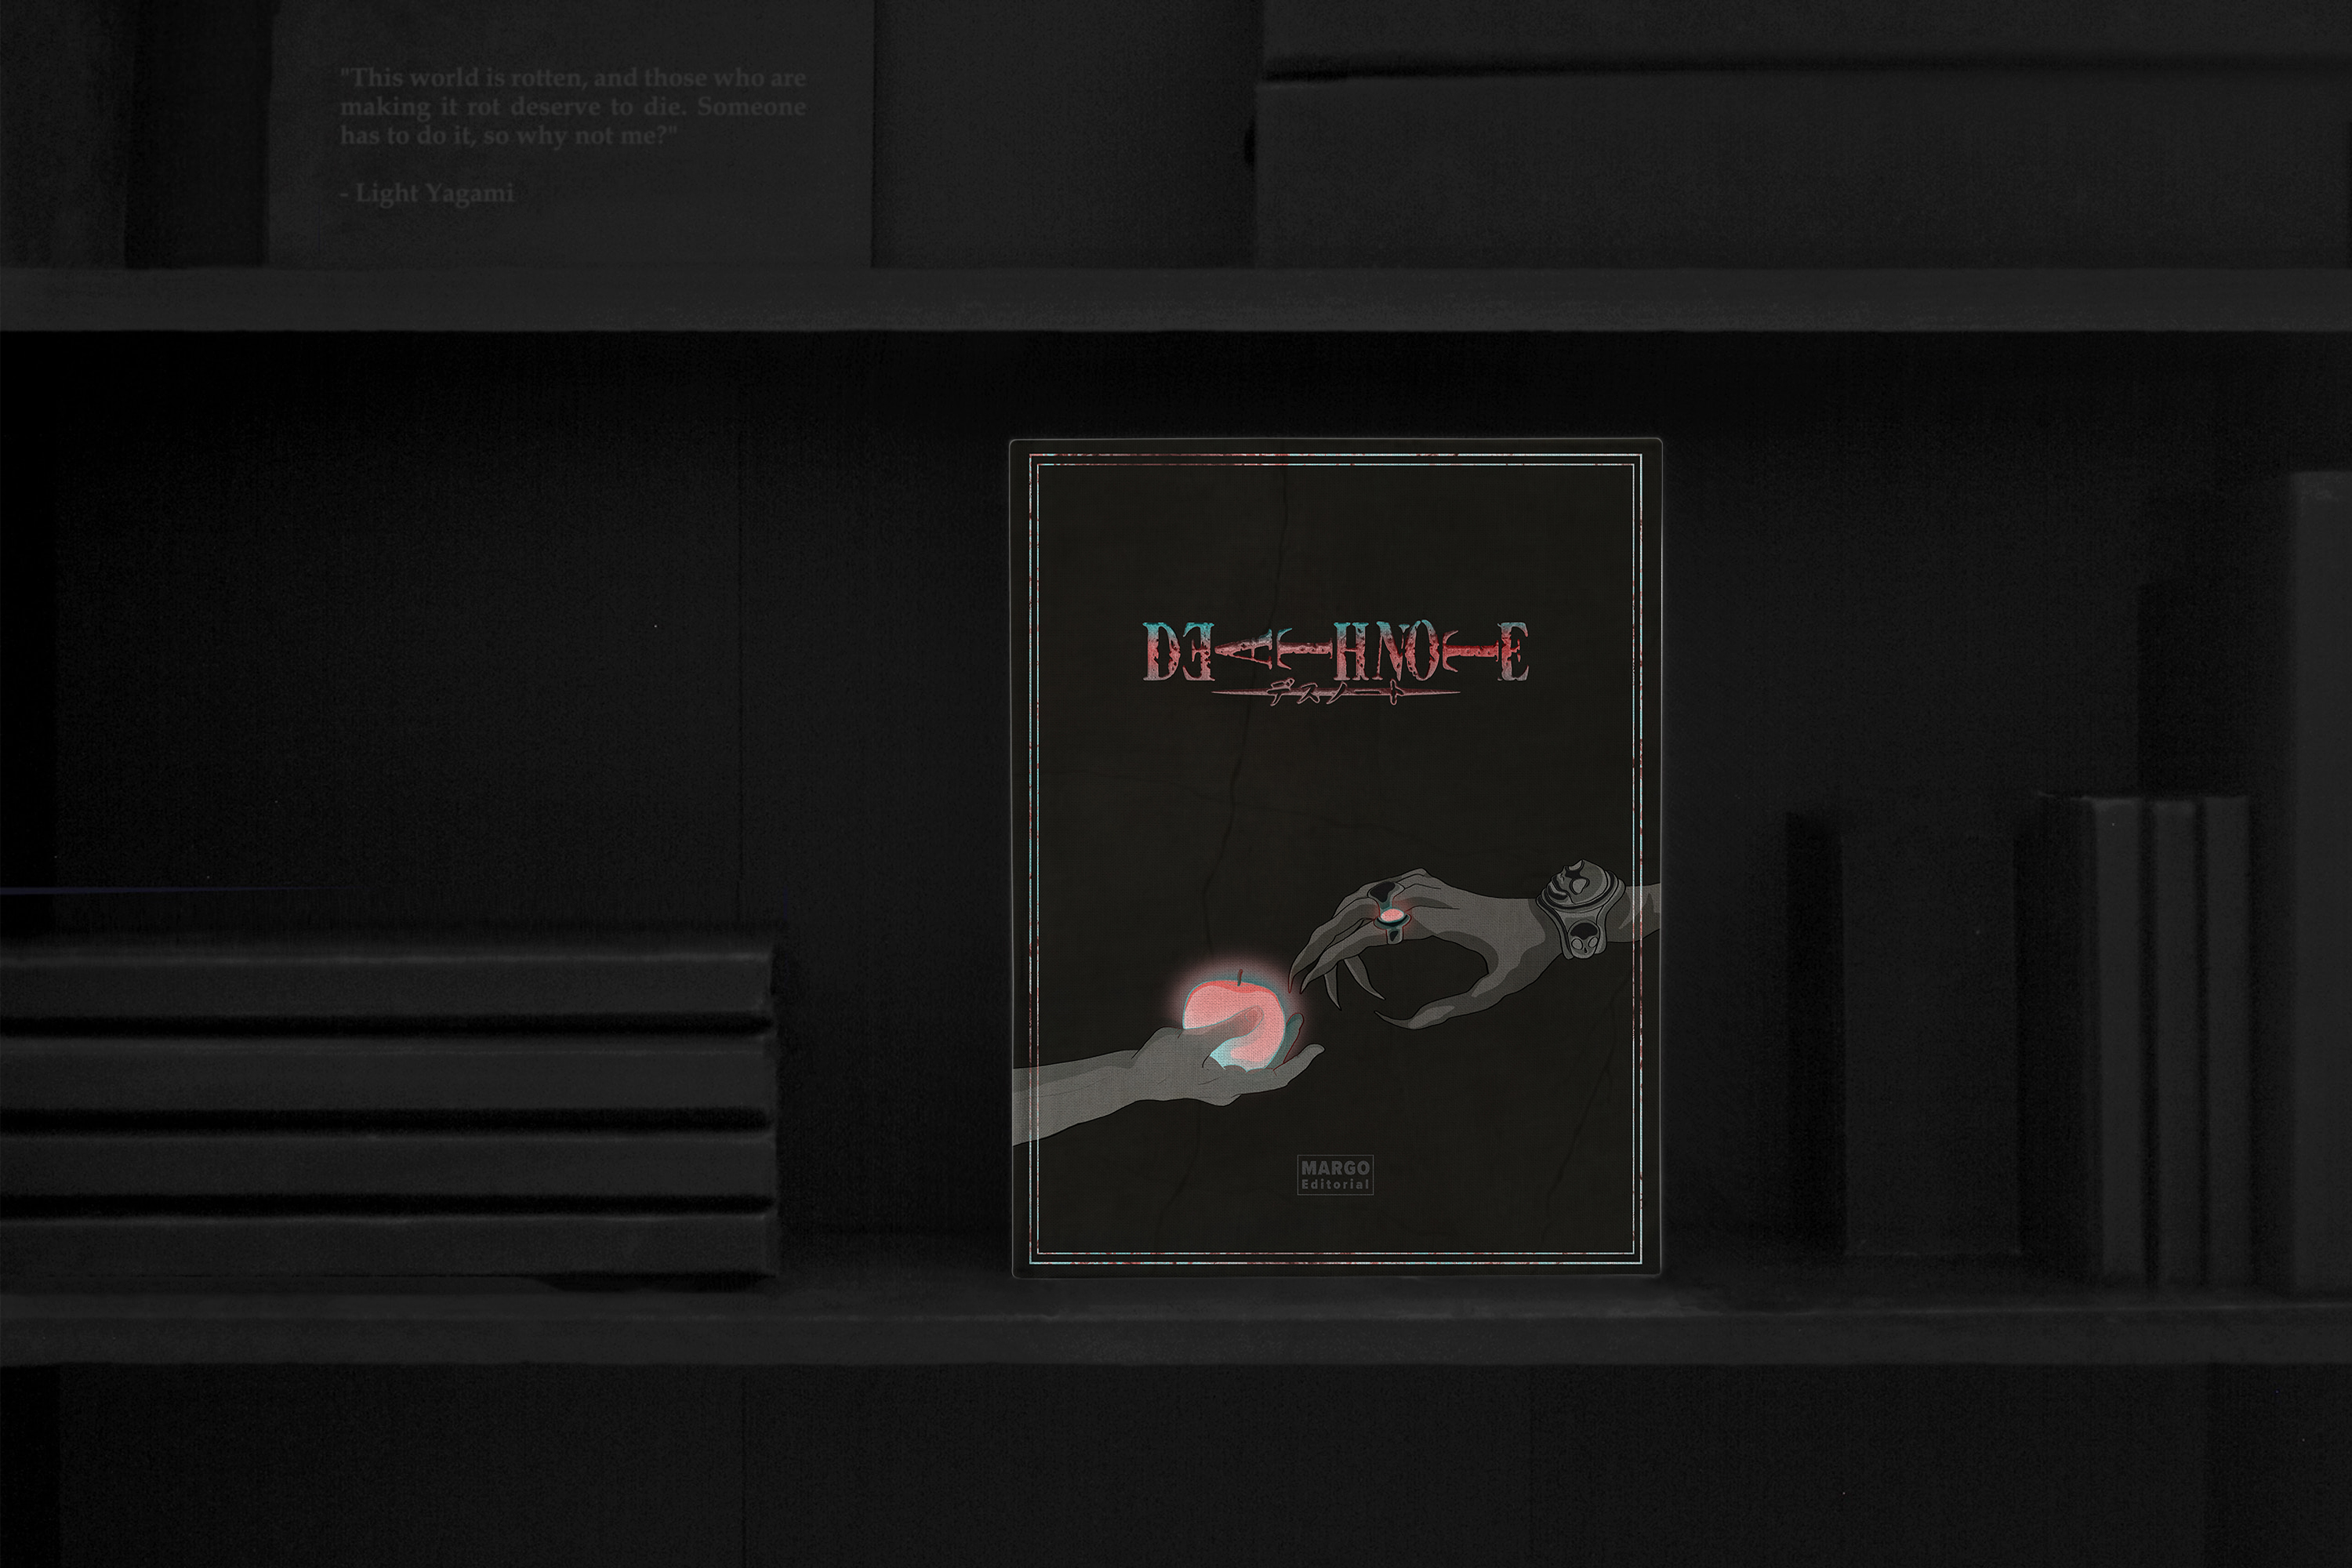 "This world is rotten, and those who are
making it rot deserve to die. Someone
has to do it, so why not me?"
- Light Yagami
DEATH NOTE
デスノート
MARGO
Editorial